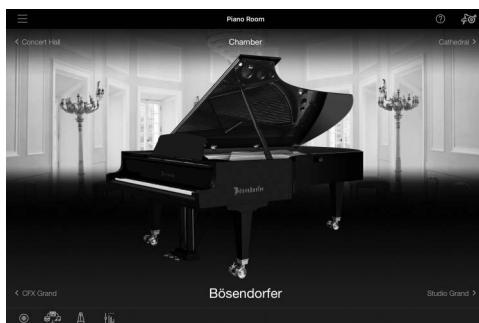 Piano Room
< Concert Hall
Chamber
Cathedral >
Bösendorfer
< CFX Grand
Bösendorfer
Studio Grand >